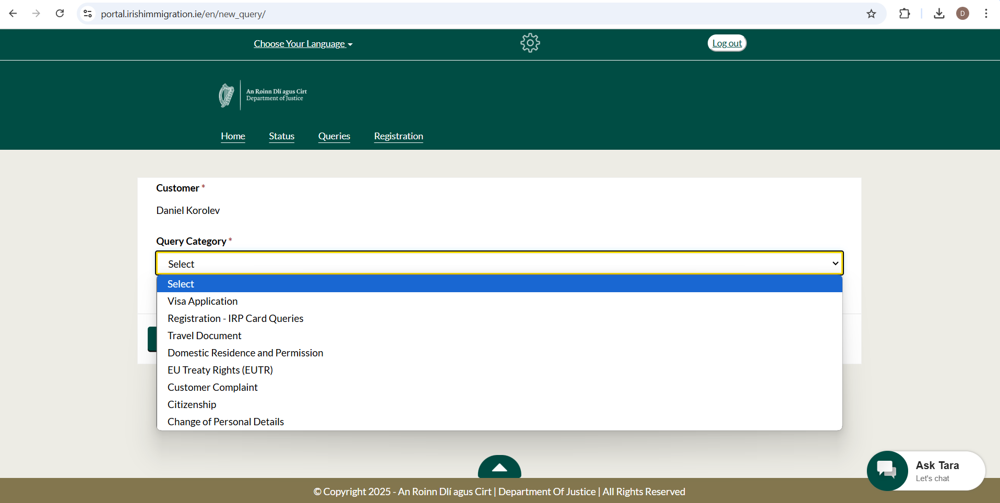 portal.irishimmigration.ie/en/new_query/
D
Choose Your Language
Log out
An Roinn Dlí agus Cirt
Department of Justice
Home
Status
Queries
Registration
Customer *
Daniel Korolev
Query Category *
Select
Select
Visa Application
Registration - IRP Card Queries
Travel Document
Domestic Residence and Permission
EU Treaty Rights (EUTR)
Customer Complaint
Citizenship
Change of Personal Details
Ask Tara
Let's chat
© Copyright 2025 - An Roinn Dlí agus Cirt | Department Of Justice | All Rights Reserved